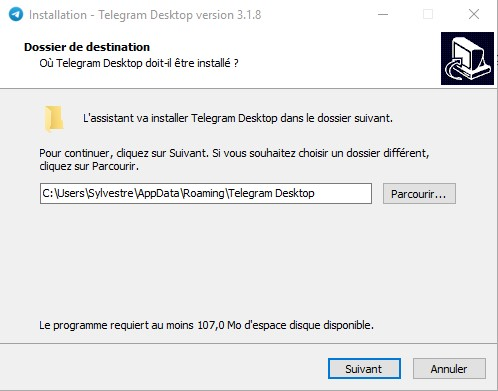 Installation - Telegram Desktop version 3.1.8
Dossier de destination
Où Telegram Desktop doit-il être installé ?
L'assistant va installer Telegram Desktop dans le dossier suivant.
Pour continuer, cliquez sur Suivant. Si vous souhaitez choisir un dossier différent,
cliquez sur Parcourir.
C:\Users\Sylvestre\AppData\Roaming\Telegram Desktop
Parcourir...
Le programme requiert au moins 107,0 Mo d'espace disque disponible.
Suivant
Annuler